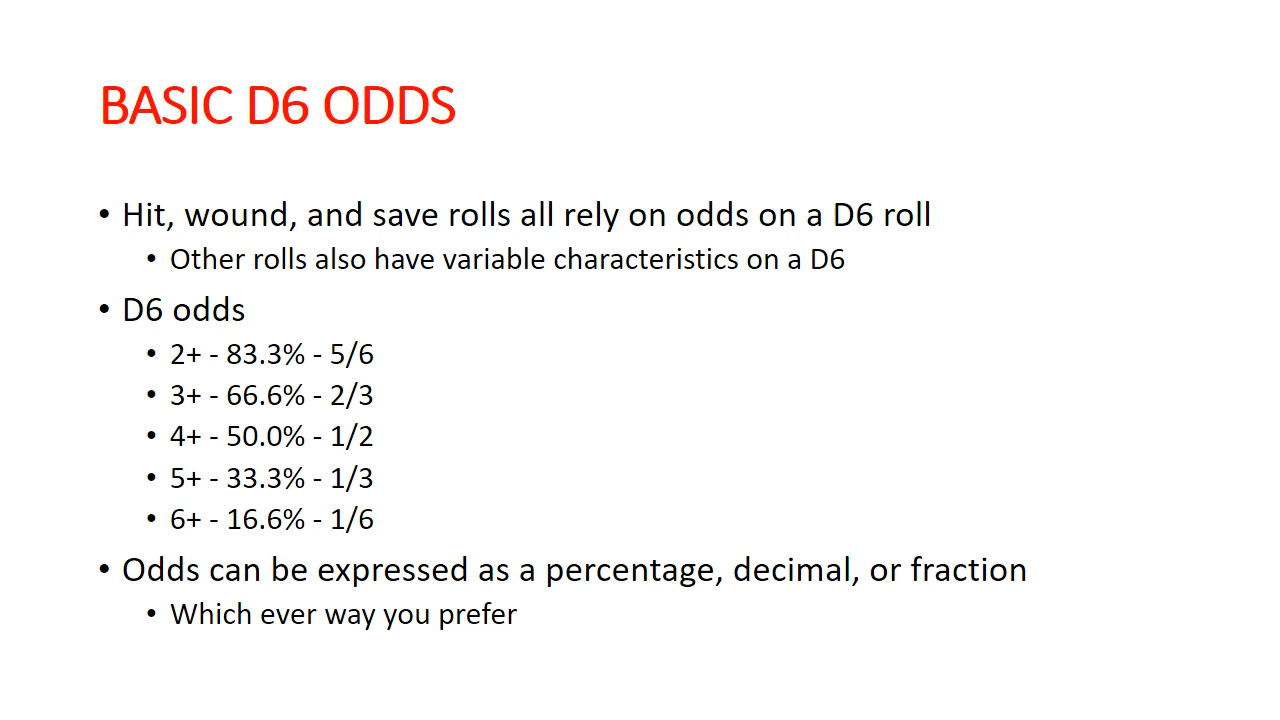 BASIC D6 ODDS
• Hit, wound, and save rolls all rely on odds on a D6 roll
• Other rolls also have variable characteristics on a D6
• D6 odds
• 2+ - 83.3% - 5/6
• 3+ - 66.6% - 2/3
• 4+ - 50.0% - 1/2
• 5+ - 33.3% - 1/3
• 6+ - 16.6% - 1/6
• Odds can be expressed as a percentage, decimal, or fraction
• Which ever way you prefer